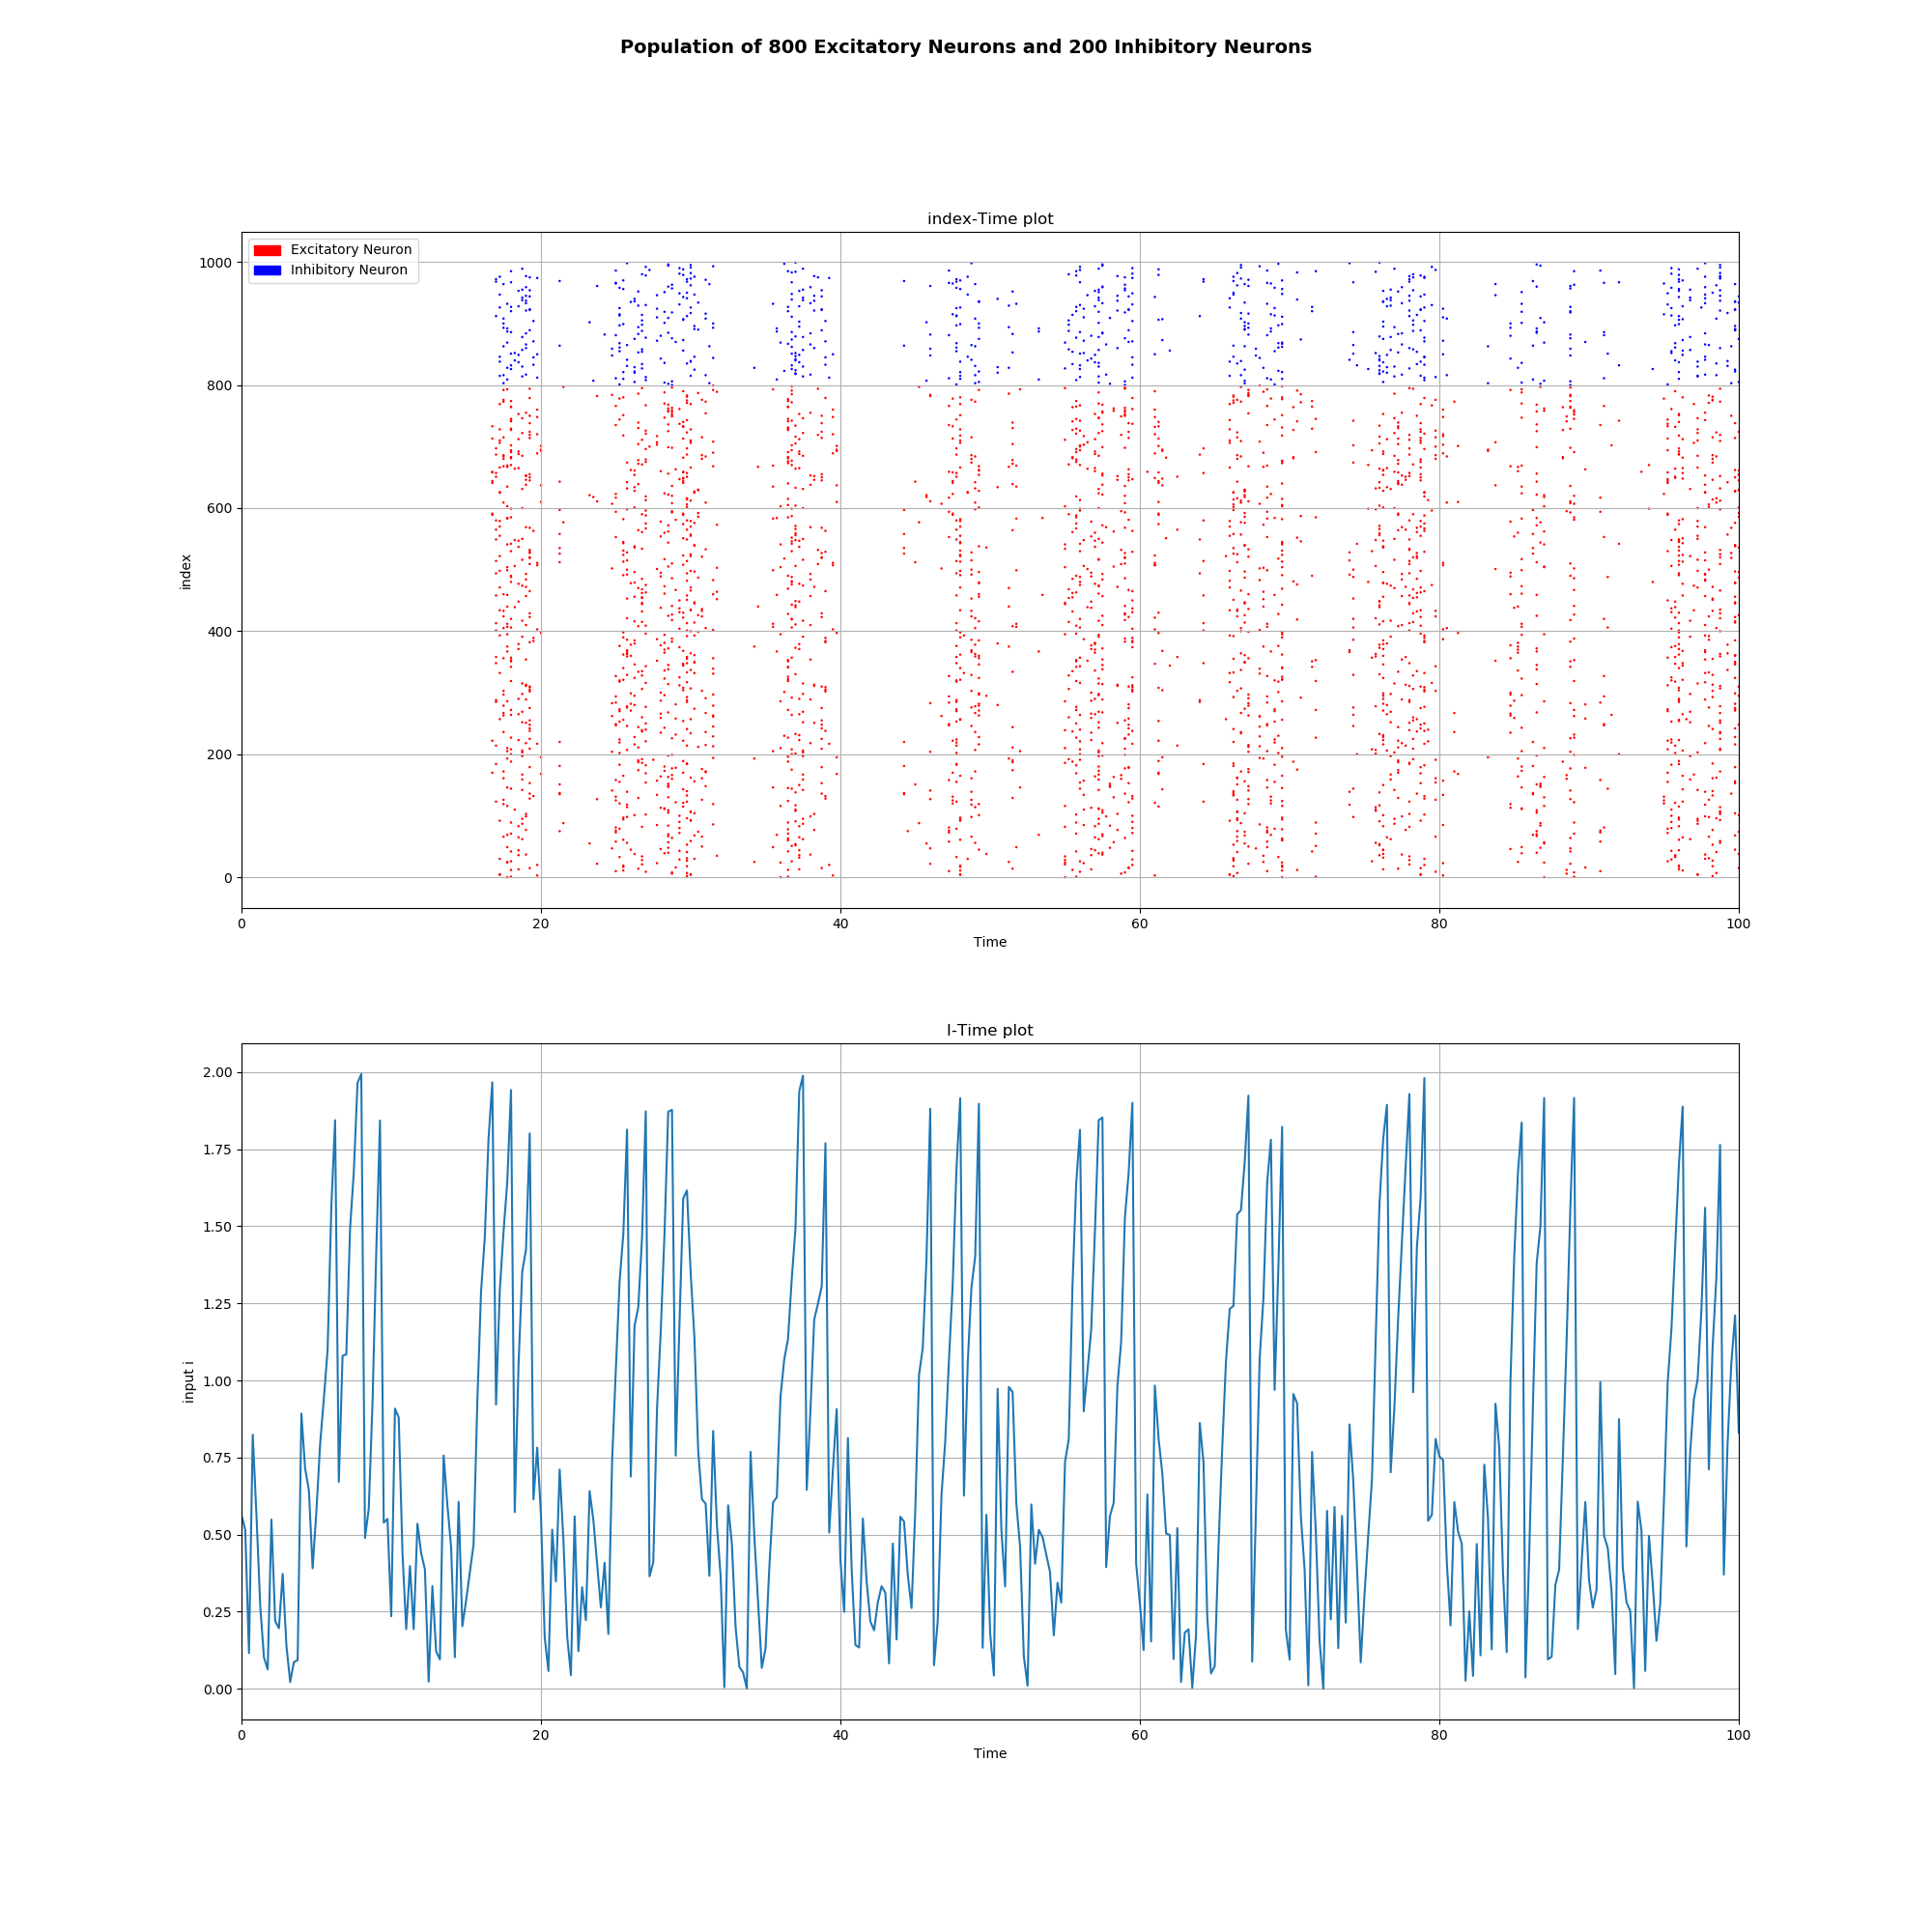 Population of 800 Excitatory Neurons and 200 Inhibitory Neurons
index-Time plot
Excitatory Neuron
Inhibitory Neuron
1000
800
600
400
200
0
index
0 20 40 60 80 100
Time
I-Time plot
2.00
1.75
1.50
1.25
1.00
0.75
0.50
0.25
0.00
input I
0 20 40 60 80 100
Time